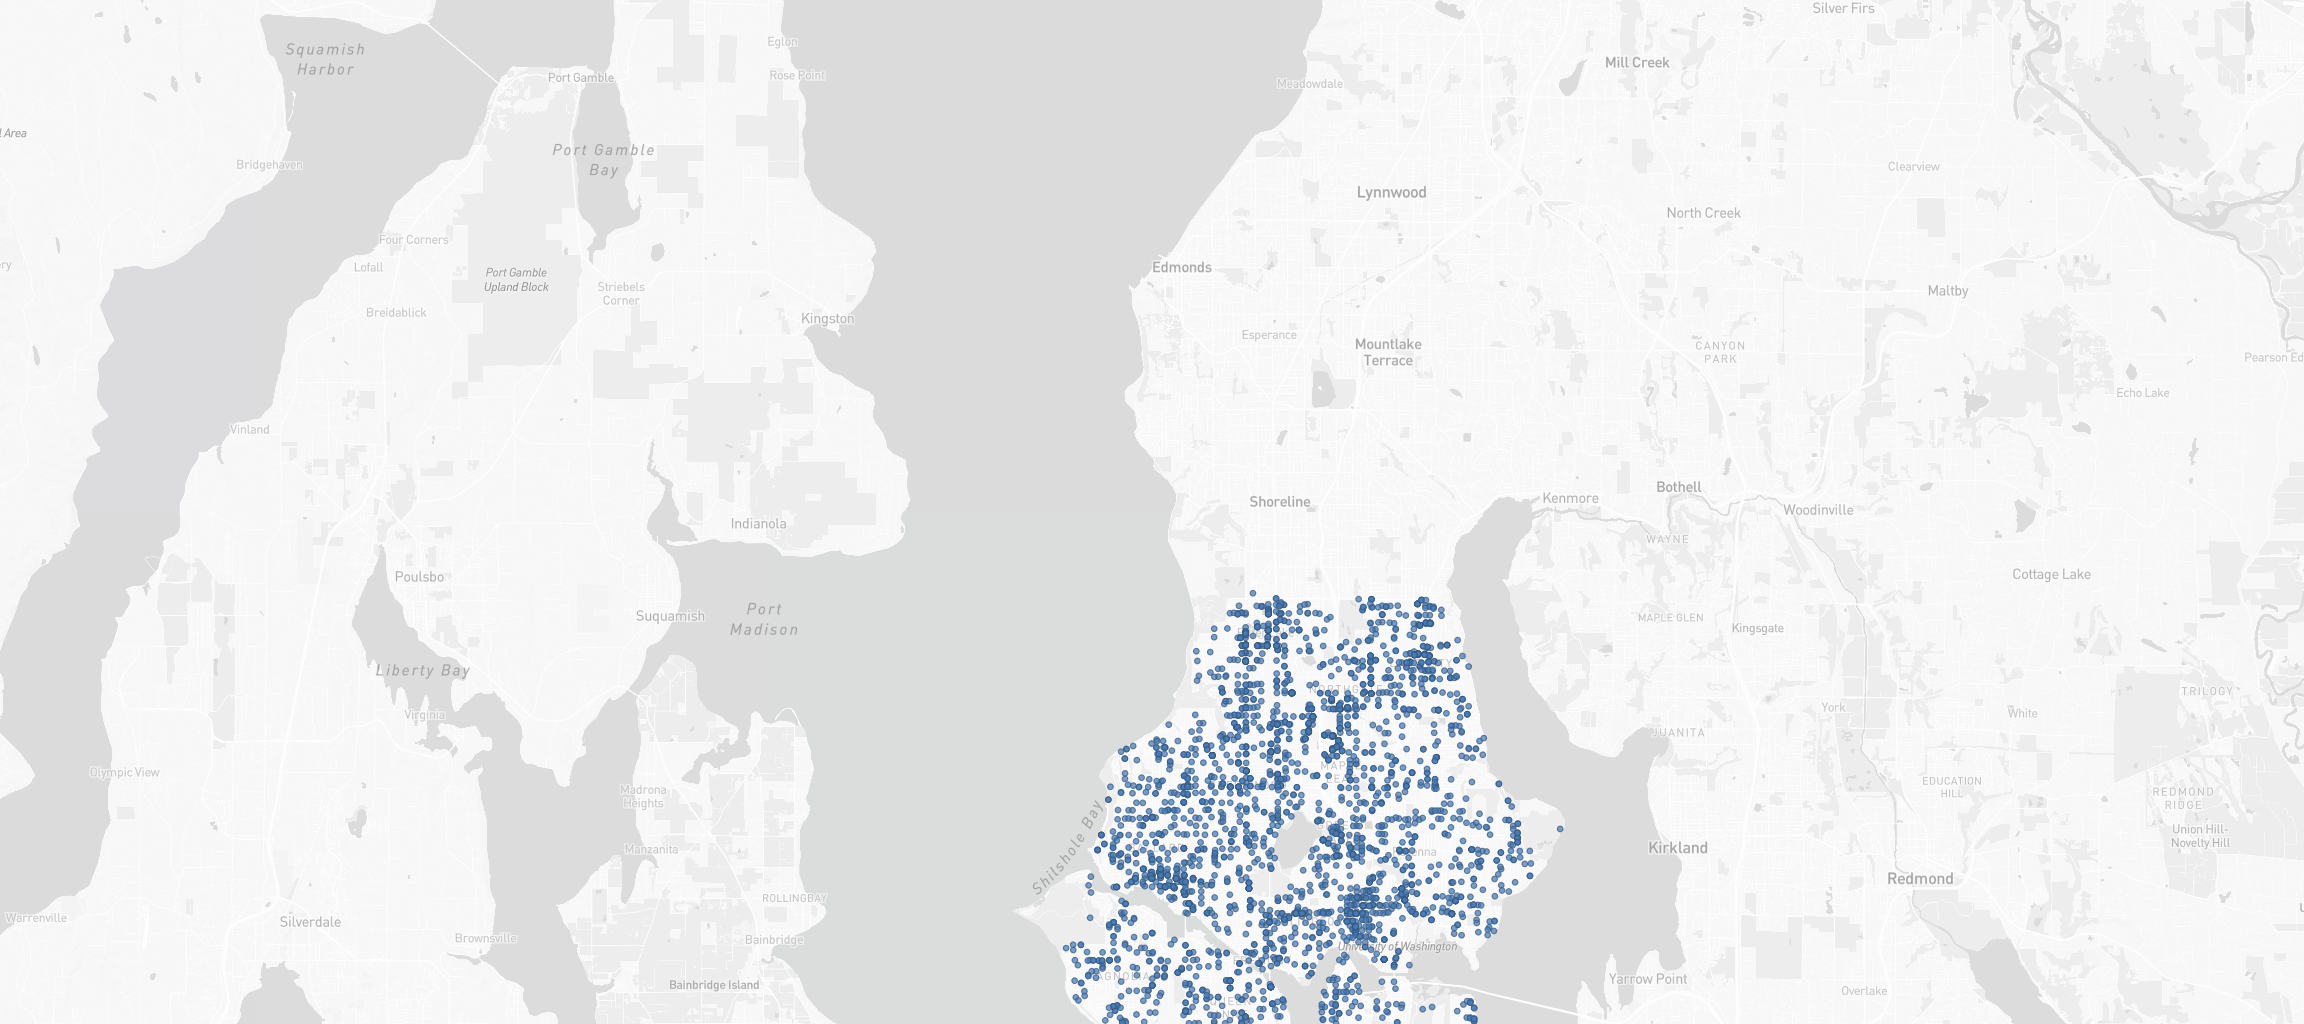 Silver Firs
Squamish
Harbor
Eglon
Mill Creek
Port Gamble
Rose Point
Meadowdale
l Area
Port Gamble
Bay
Bridgehaven
Clearview
Lynnwood
North Creek
Four Corners
ry
Lofall
Port Gamble
Upland Block
Edmonds
Striebels
Corner
Maltby
Breidablick
Kingston
Esperance
Mountlake
Terrace
CANYON
PARK
Pearson Ed
Echo Lake
Vinland
Bothell
Shoreline
Kenmore
Woodinville
Indianola
WAYNE
Poulsbo
Cottage Lake
Suquamish
Port
Madison
MAPLE GLEN
Kingsgate
Liberty Bay
TRILOGY
Virginia
York
White
JUANITA
Olympic View
Madrona
Heights
EDUCATION
HILL
REDMOND
RIDGE
Shilshole Bay
Union Hill-
Novelty Hill
Manzanita
enna
Kirkland
Redmond
ROLLINGBAY
Warrenville
Silverdale
Brownsville
Bainbridge
University of Washington
Bainbridge Island
Yarrow Point
Overlake